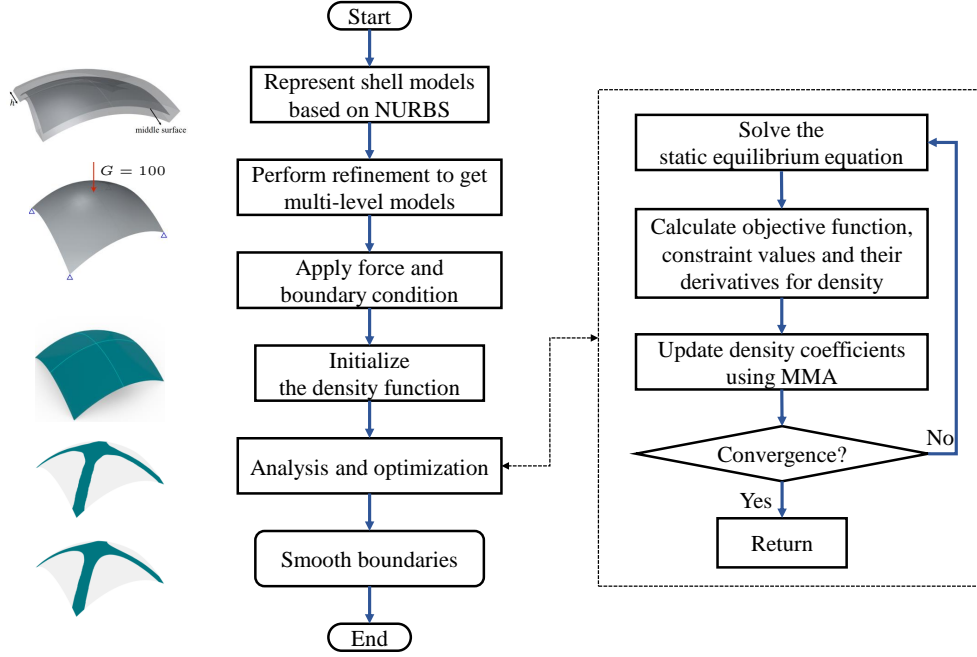 Start
Represent shell models
based on NURBS
h
middle surface
Perform refinement to get
multi-level models
G = 100
Apply force and
boundary condition
Initialize
the density function
Analysis and optimization
Smooth boundaries
End
Solve the
static equilibrium equation
Calculate objective function,
constraint values and their
derivatives for density
Update density coefficients
using MMA
Convergence?
No
Yes
Return